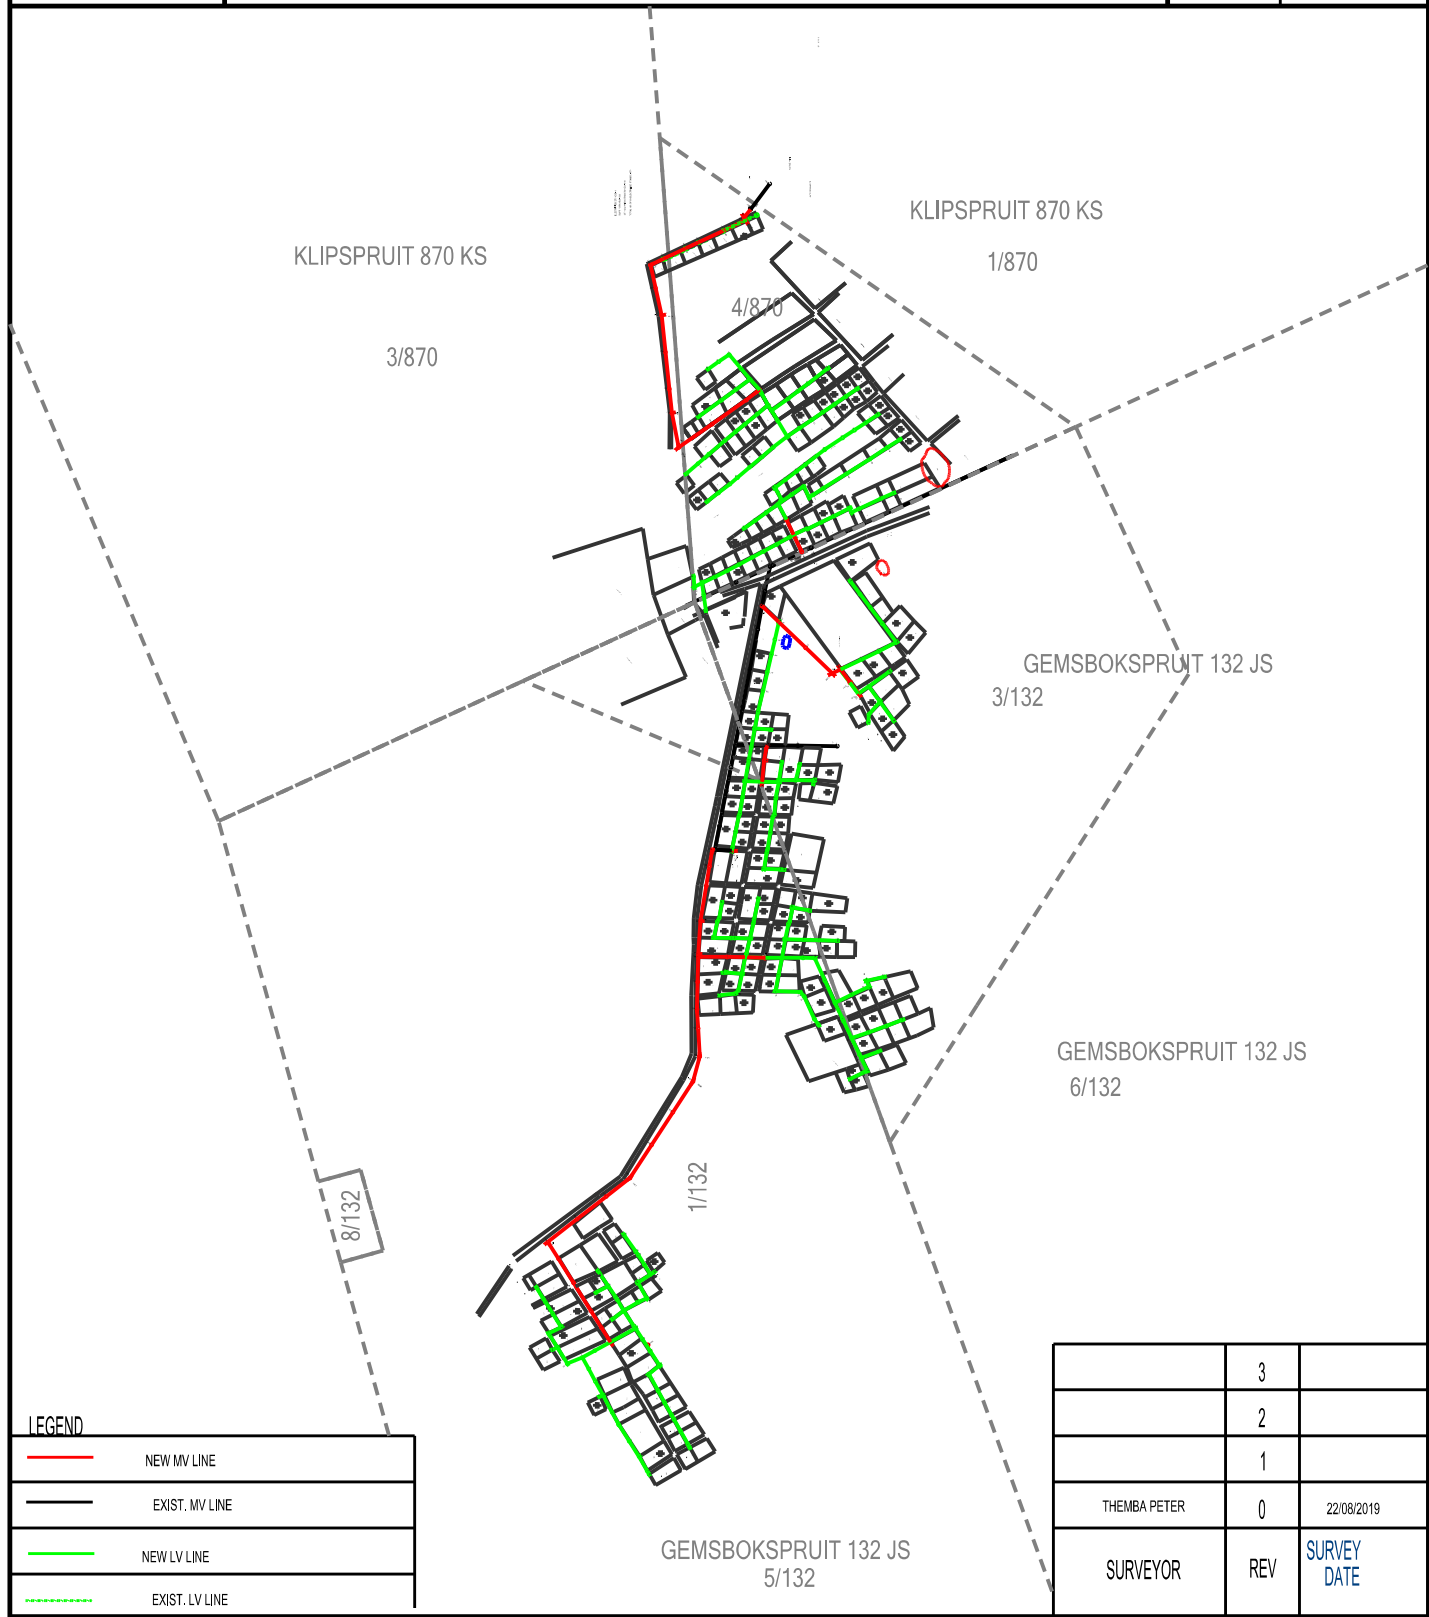 KLIPSPRUIT 870 KS
1/870
KLIPSPRUIT 870 KS
3/870
4/870
GEMSBOKSPRUIT 132 JS
3/132
GEMSBOKSPRUIT 132 JS
6/132
1/132
8/132
GEMSBOKSPRUIT 132 JS
5/132
LEGEND
NEW MV LINE
EXIST. MV LINE
NEW LV LINE
EXIST. LV LINE
3
2
1
THEMBA PETER 0 22/08/2019
SURVEYOR REV SURVEY DATE